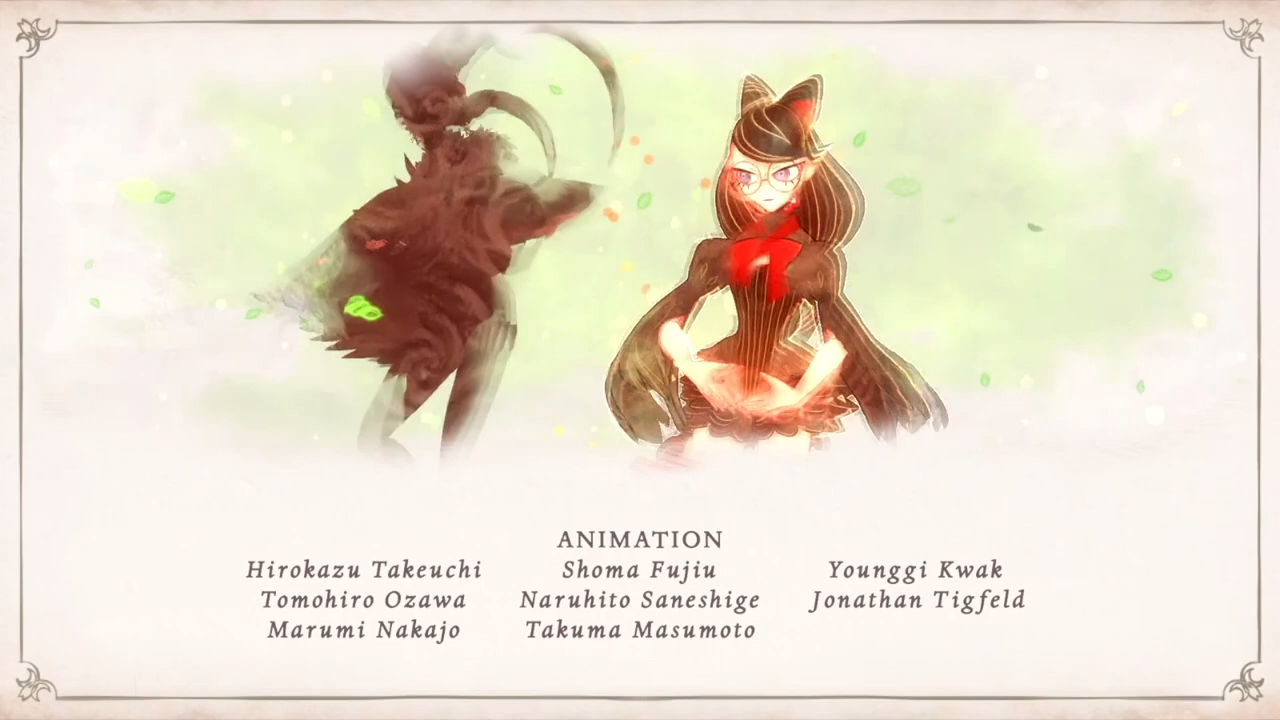 ANIMATION
Hirokazu Takeuchi Shoma Fujiu Younggi Kwak
Tomohiro Ozawa Naruhito Saneshige Jonathan Tigfeld
Marumi Nakajo Takuma Masumoto